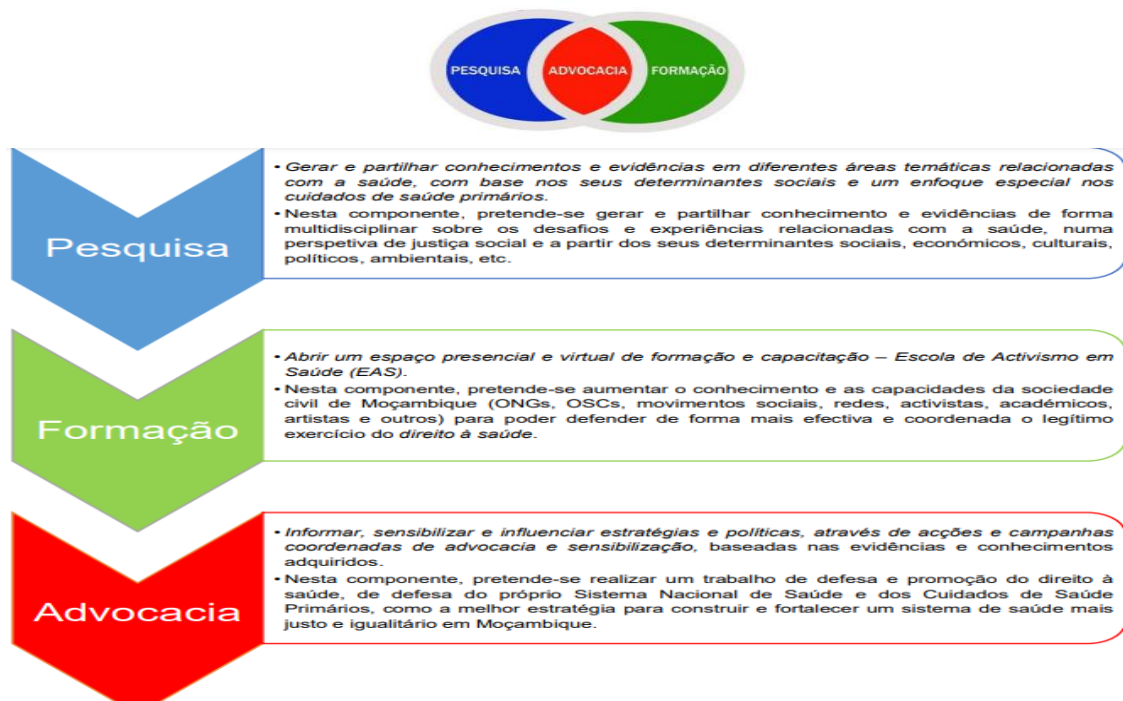 PESQUISA ADVOCACIA FORMAÇÃO
Pesquisa
• Gerar e partilhar conhecimentos e evidências em diferentes áreas temáticas relacionadas
com a saúde, com base nos seus determinantes sociais e um enfoque especial nos
cuidados de saúde primários.
• Nesta componente, pretende-se gerar e partilhar conhecimento e evidências de forma
multidisciplinar sobre os desafios e experiências relacionadas com a saúde, numa
perspetiva de justiça social e a partir dos seus determinantes sociais, económicos, culturais,
políticos, ambientais, etc.
Formação
• Abrir um espaço presencial e virtual de formação e capacitação – Escola de Activismo em
Saúde (EAS).
• Nesta componente, pretende-se aumentar o conhecimento e as capacidades da sociedade
civil de Moçambique (ONGs, OSCs, movimentos sociais, redes, activistas, académicos,
artistas e outros) para poder defender de forma mais efectiva e coordenada o legítimo
exercício do direito à saúde.
Advocacia
• Informar, sensibilizar e influenciar estratégias e políticas, através de acções e campanhas
coordenadas de advocacia e sensibilização, baseadas nas evidências e conhecimentos
adquiridos.
• Nesta componente, pretende-se realizar um trabalho de defesa e promoção do direito à
saúde, de defesa do próprio Sistema Nacional de Saúde e dos Cuidados de Saúde
Primários, como a melhor estratégia para construir e fortalecer um sistema de saúde mais
justo e igualitário em Moçambique.